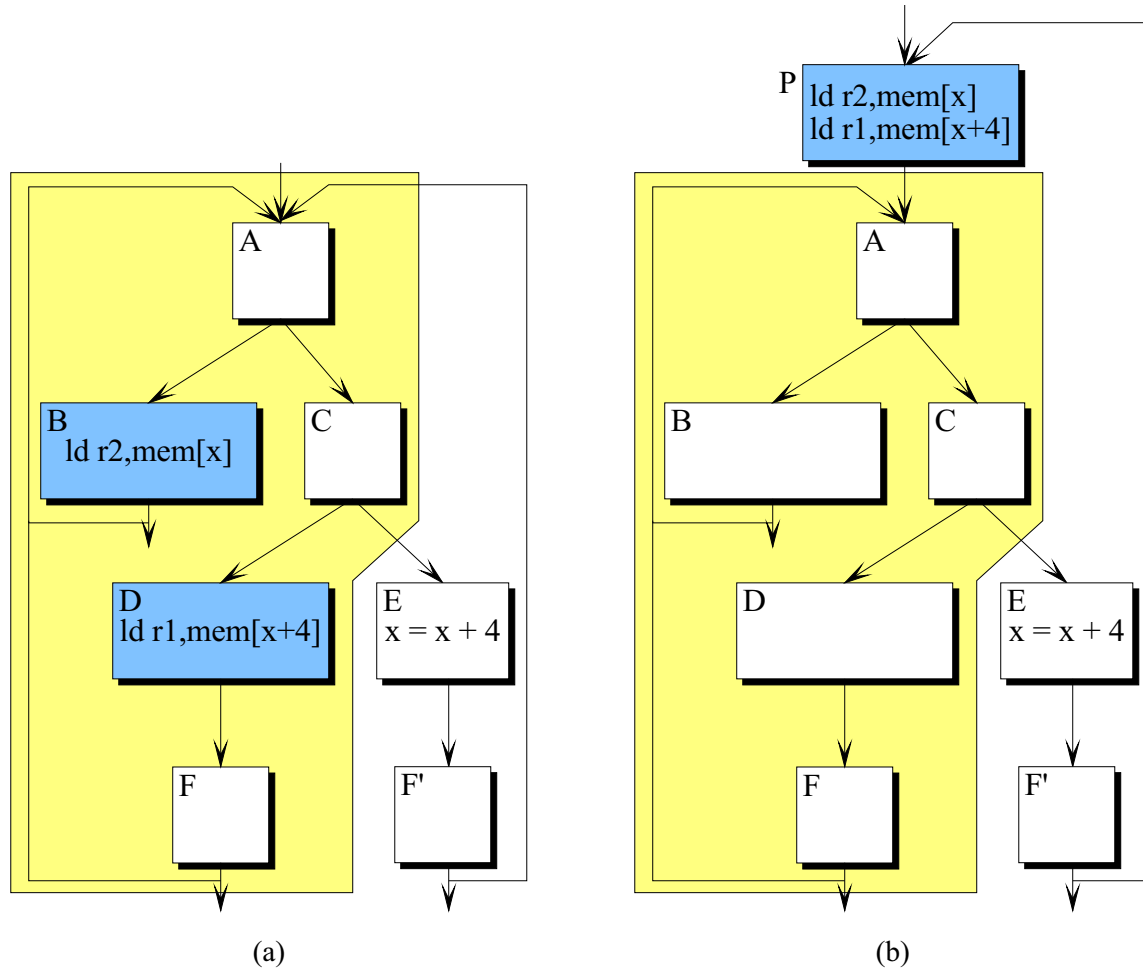 A
B
ld r2,mem[x]
C
D
ld r1,mem[x+4]
E
x = x + 4
F
F'
(a)
P
ld r2,mem[x]
ld r1,mem[x+4]
A
B
C
D
E
x = x + 4
F
F'
(b)